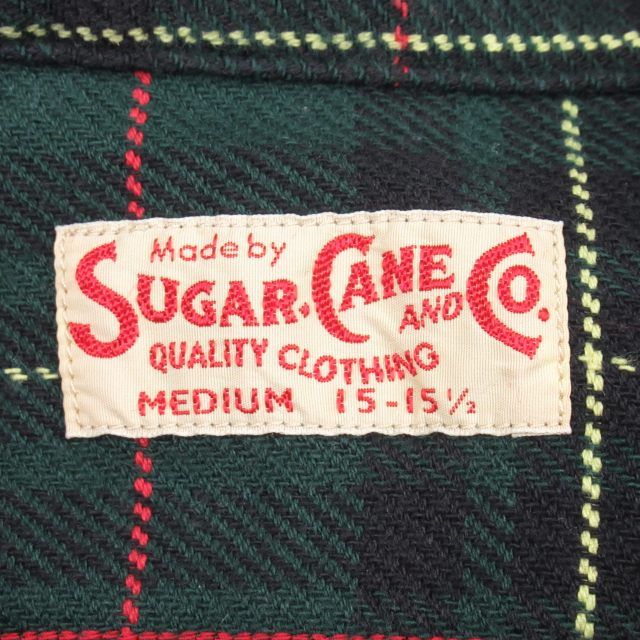 Made by
SUGAR.CANE AND CO.
QUALITY CLOTHING
MEDIUM 15-15½